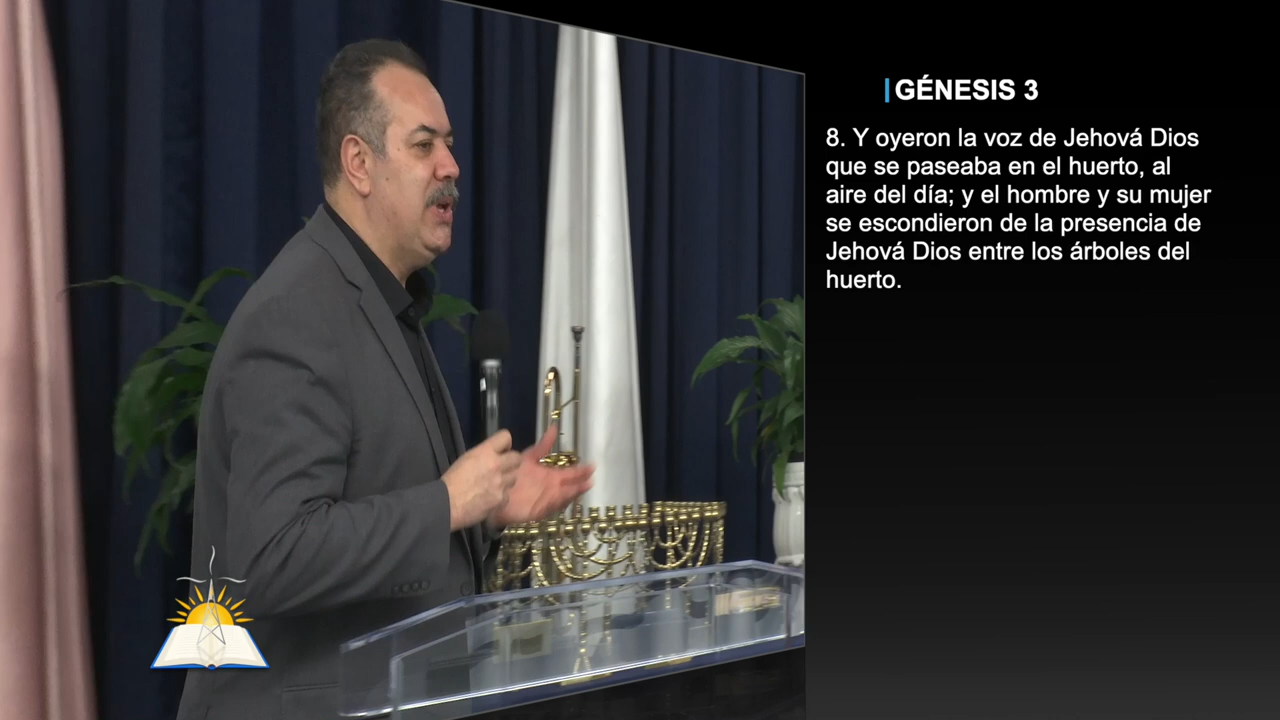 GÉNESIS 3
8. Y oyeron la voz de Jehová Dios
que se paseaba en el huerto, al
aire del día; y el hombre y su mujer
se escondieron de la presencia de
Jehová Dios entre los árboles del
huerto.